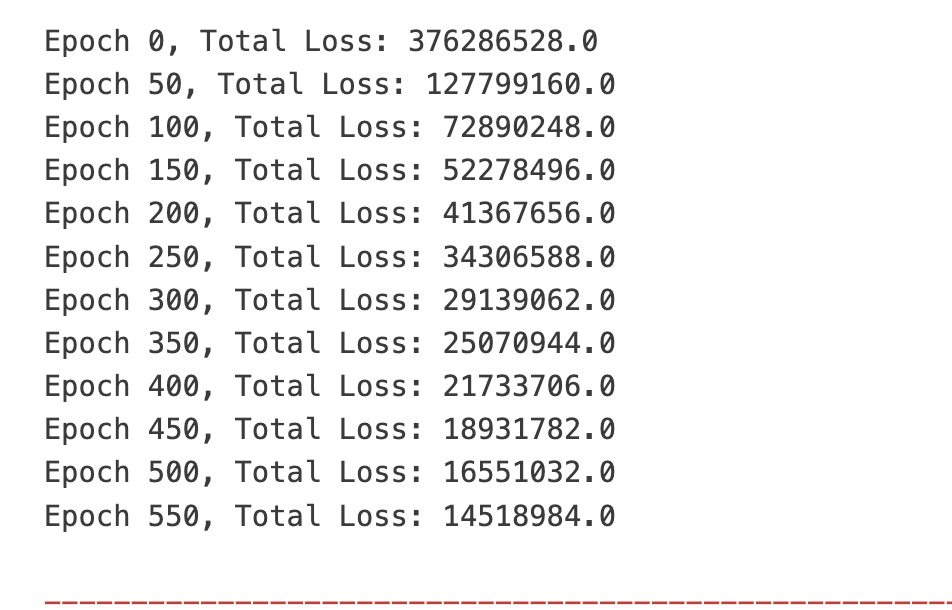 Epoch 0, Total Loss: 376286528.0
Epoch 50, Total Loss: 127799160.0
Epoch 100, Total Loss: 72890248.0
Epoch 150, Total Loss: 52278496.0
Epoch 200, Total Loss: 41367656.0
Epoch 250, Total Loss: 34306588.0
Epoch 300, Total Loss: 29139062.0
Epoch 350, Total Loss: 25070944.0
Epoch 400, Total Loss: 21733706.0
Epoch 450, Total Loss: 18931782.0
Epoch 500, Total Loss: 16551032.0
Epoch 550, Total Loss: 14518984.0